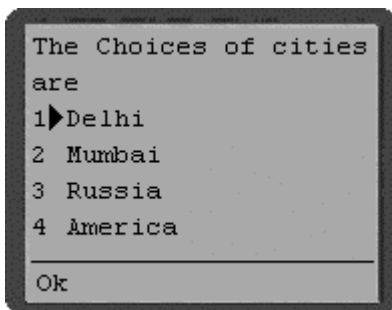 The Choices of cities
are
1▶Delhi
2 Mumbai
3 Russia
4 America
Ok